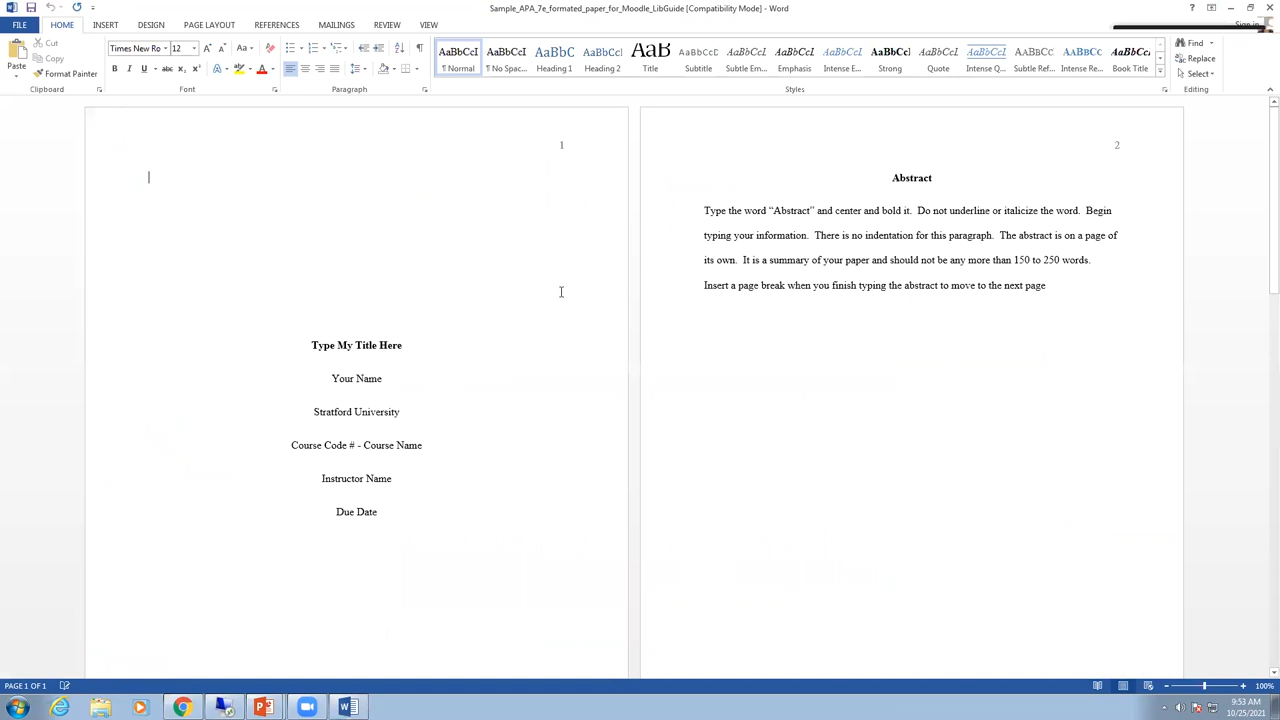 Sample_APA_7e_formated_paper_for_Moodle_LibGuide [Compatibility Mode] - Word
FILE HOME INSERT DESIGN PAGE LAYOUT REFERENCES MAILINGS REVIEW VIEW Sign in
Paste
Cut
Copy
Format Painter
Clipboard
Times New Ro 12
B I U abc X₂ X²
Font
Paragraph
AaBbCcI AaBbCcI AaBbC AaBbCcI AaB AaBbCcI AaBbCcI AaBbCcI AaBbCcI AaBbCcI AaBbCcI AaBbCcI AABBCC AABBCC AaBbCc
¶ Normal ¶ No Spac... Heading 1 Heading 2 Title Subtitle Subtle Em... Emphasis Intense E... Strong Quote Intense Q... Subtle Ref... Intense Re... Book Title
Styles
Find
Replace
Select
Editing
1
Type My Title Here
Your Name
Stratford University
Course Code # - Course Name
Instructor Name
Due Date
2
Abstract
Type the word “Abstract” and center and bold it. Do not underline or italicize the word. Begin
typing your information. There is no indentation for this paragraph. The abstract is on a page of
its own. It is a summary of your paper and should not be any more than 150 to 250 words.
Insert a page break when you finish typing the abstract to move to the next page
PAGE 1 OF 1
100%
9:53 AM
10/25/2021